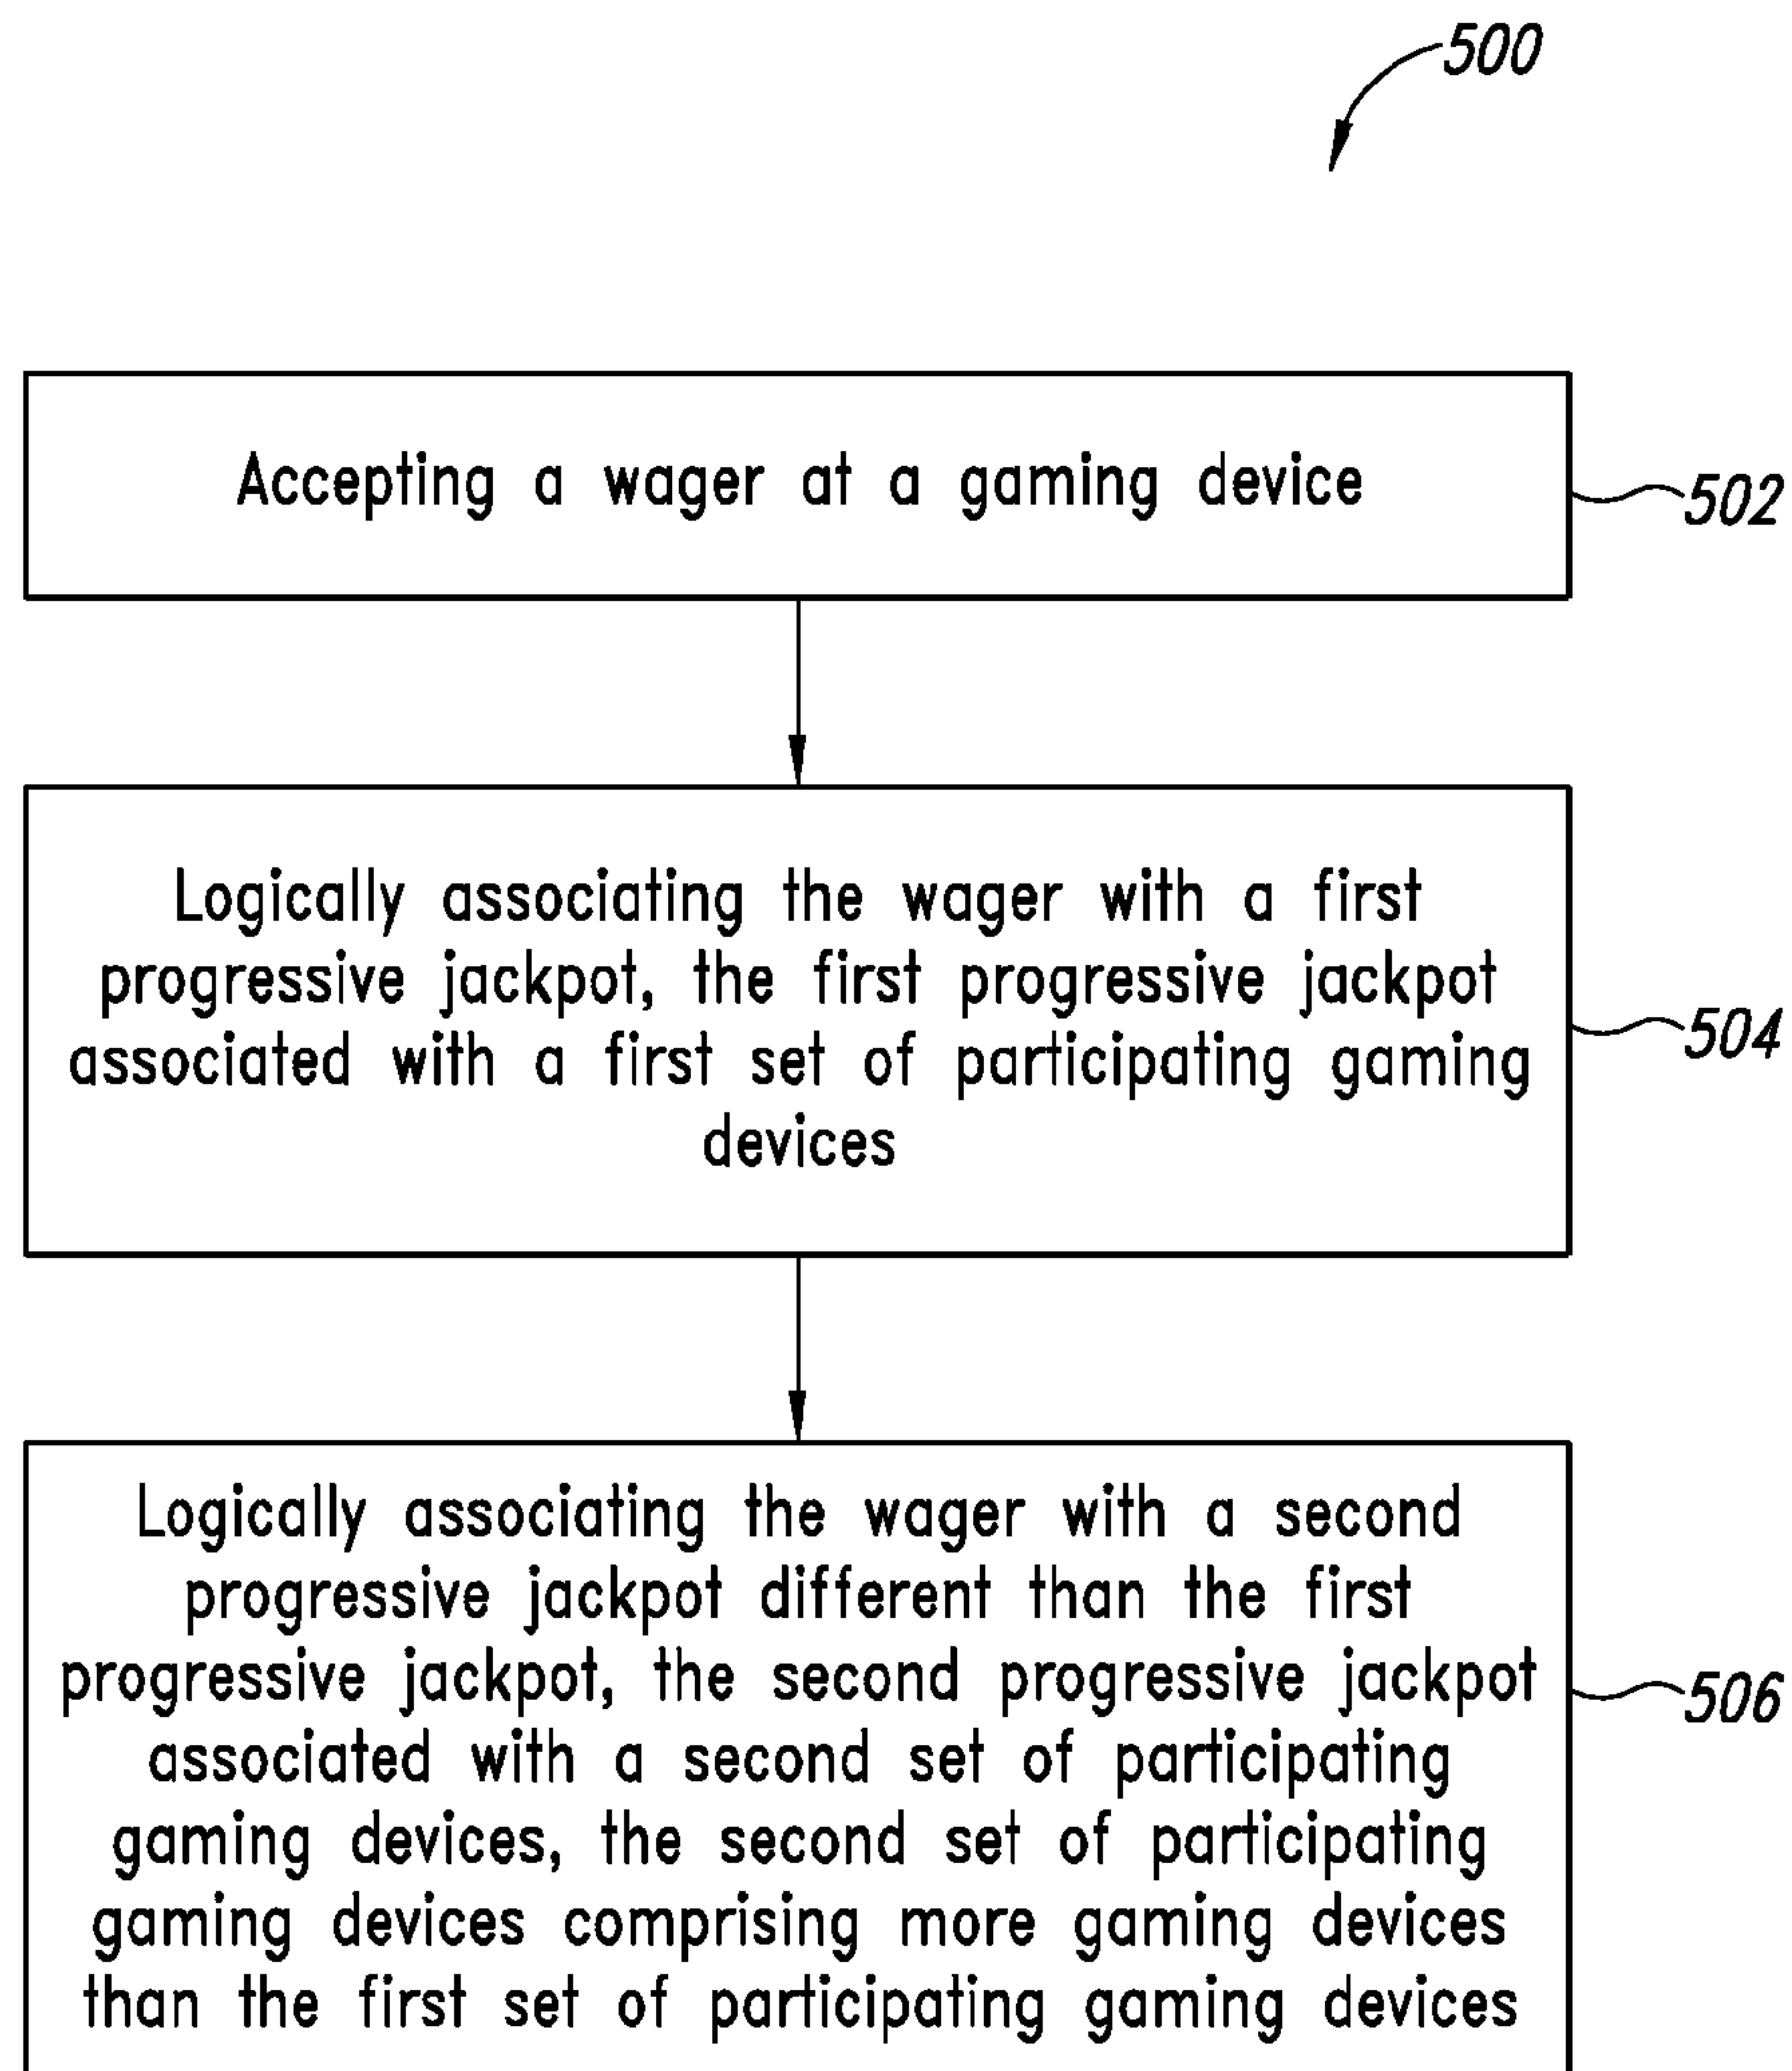 500
Accepting a wager at a gaming device
502
Logically associating the wager with a first
progressive jackpot, the first progressive jackpot
associated with a first set of participating gaming
devices
504
Logically associating the wager with a second
progressive jackpot different than the first
progressive jackpot, the second progressive jackpot
associated with a second set of participating
gaming devices, the second set of participating
gaming devices comprising more gaming devices
than the first set of participating gaming devices
506